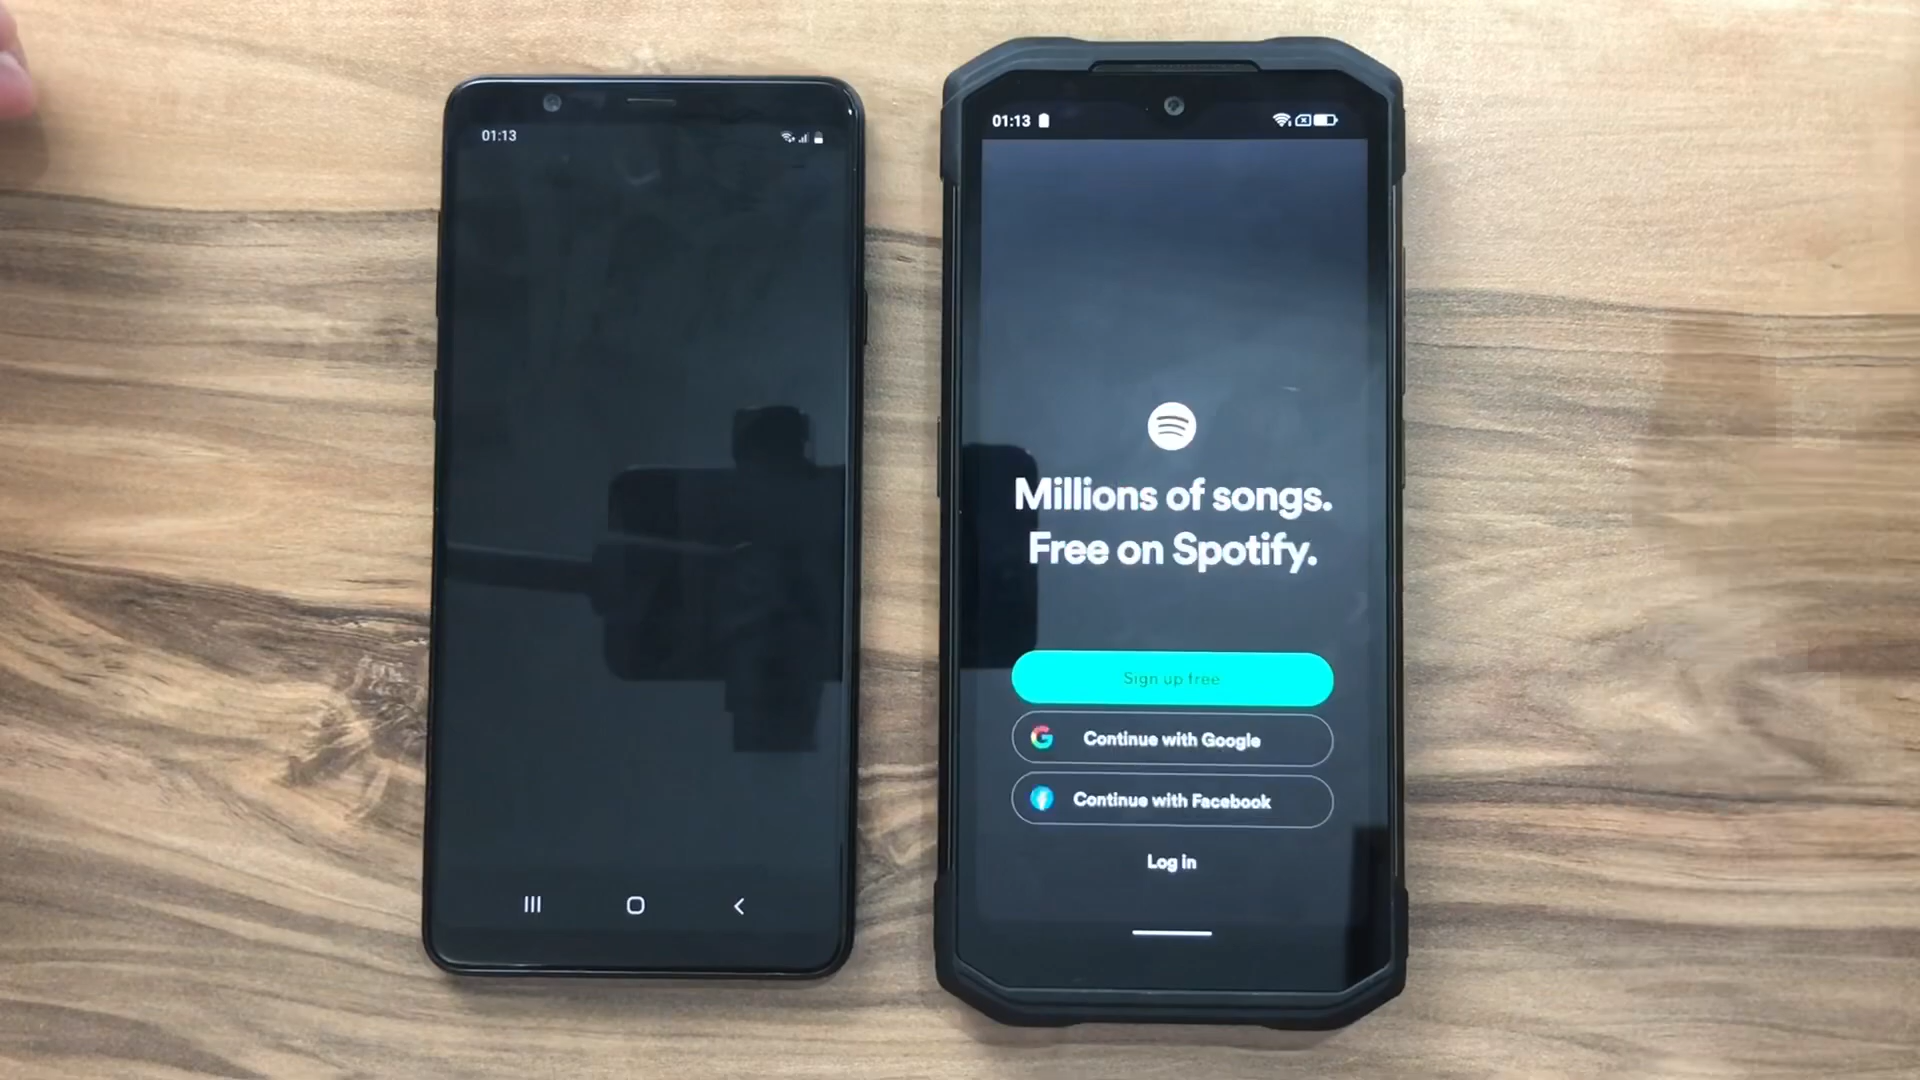 01:13
01:13
Millions of songs.
Free on Spotify.
Sign up free
Continue with Google
Continue with Facebook
Log in